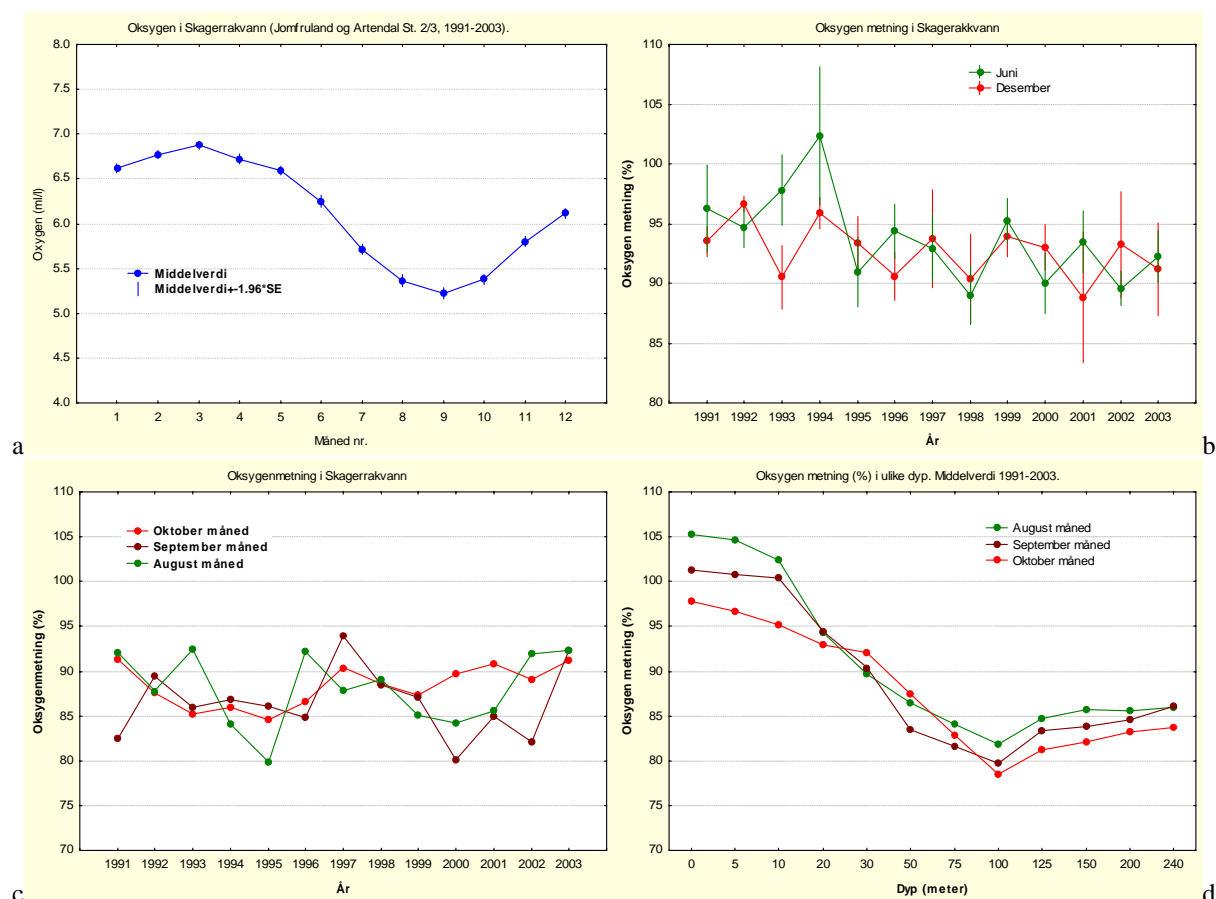 Oksygen i Skagerrakvann (Jomfruland og Artendal St. 2/3, 1991-2003).
8.0
7.5
7.0
6.5
6.0
5.5
5.0
4.5
4.0
Oxygen (ml/l)
Middelverdi
Middelverdi+-1.96*SE
1 2 3 4 5 6 7 8 9 10 11 12
Måned nr.
a
Oksygen metning i Skagerakkvann
110
105
100
95
90
85
80
Oksygen metning (%)
Juni
Desember
1991 1992 1993 1994 1995 1996 1997 1998 1999 2000 2001 2002 2003
År
b
Oksygenmetning i Skagerrakvann
110
105
100
95
90
85
80
75
70
Oksygenmetning (%)
Oktober måned
September måned
August måned
1991 1992 1993 1994 1995 1996 1997 1998 1999 2000 2001 2002 2003
År
c
Oksygen metning (%) i ulike dyp. Middelverdi 1991-2003.
110
105
100
95
90
85
80
75
70
Oksygen metning (%)
August måned
September måned
Oktober måned
0 5 10 20 30 50 75 100 125 150 200 240
Dyp (meter)
d